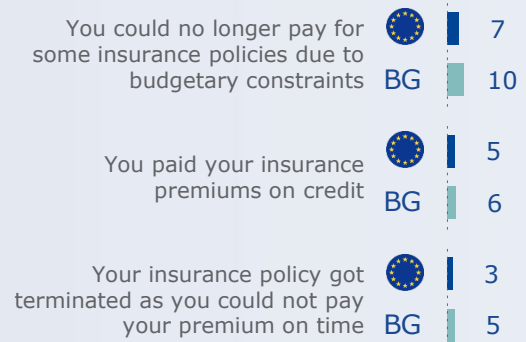 You could no longer pay for
some insurance policies due to
budgetary constraints
7
BG 10
You paid your insurance
premiums on credit
5
BG 6
Your insurance policy got
terminated as you could not pay
your premium on time
3
BG 5